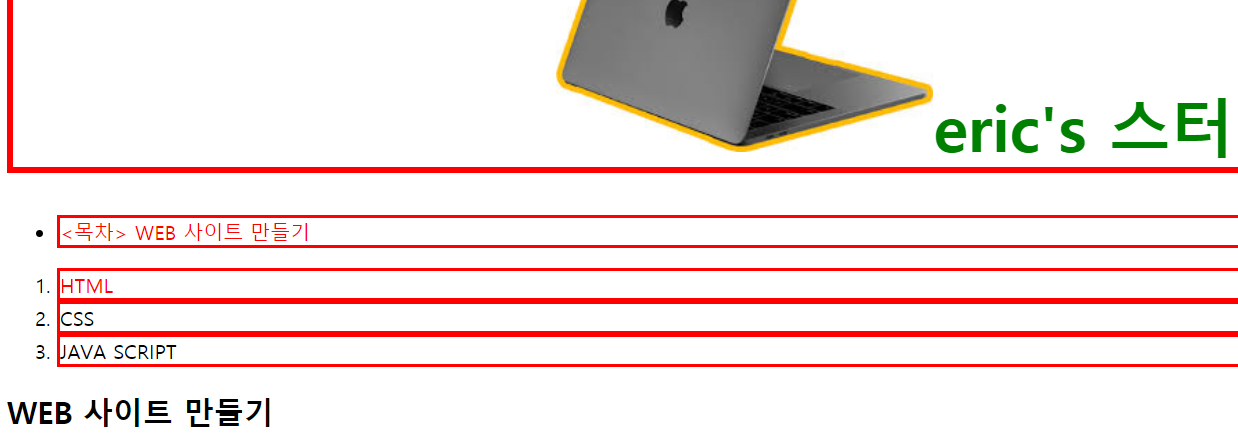 eric's 스터
• <목차> WEB 사이트 만들기
1. HTML
2. CSS
3. JAVA SCRIPT
WEB 사이트 만들기